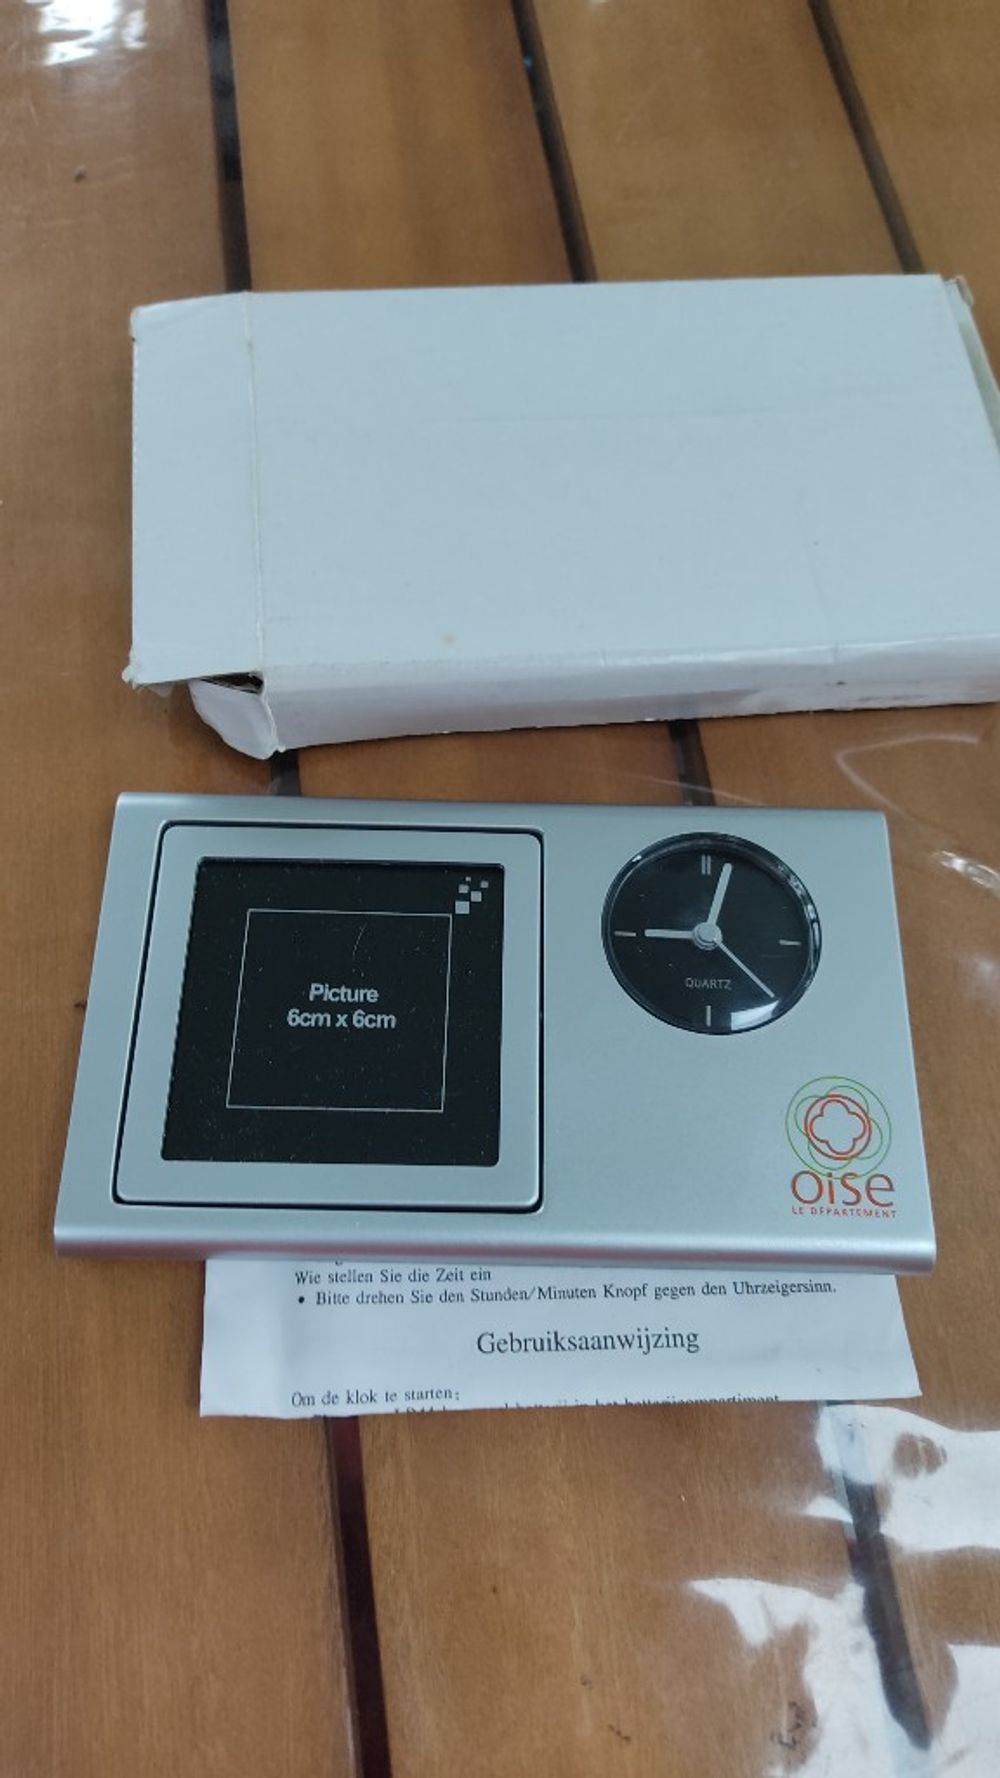 Picture
6cm x 6cm
QUARTZ
oise
LE DÉPARTEMENT
Wie stellen Sie die Zeit ein
• Bitte drehen Sie den Stunden/Minuten Knopf gegen den Uhrzeigersinn.
Gebruiksaanwijzing
Om de klok te starten: